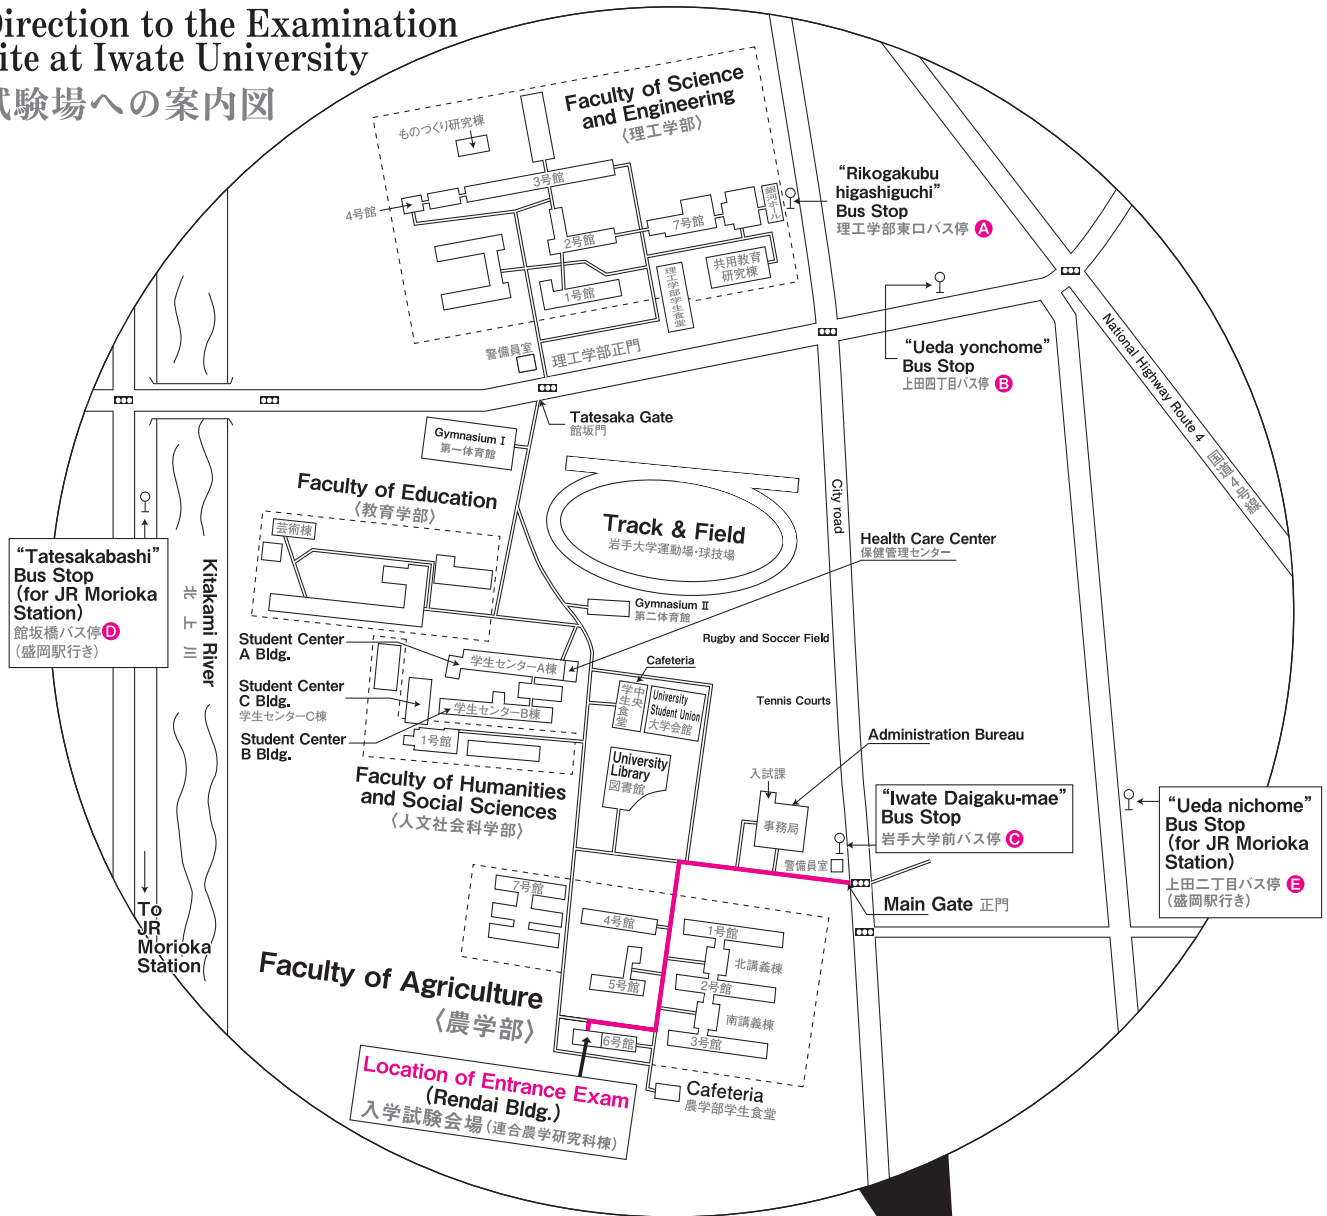 Direction to the Examination
ite at Iwate University
試験場への案内図
Faculty of Science
and Engineering
〈理工学部〉
ものづくり研究棟
3号館
4号館
2号館
7号館
銀河ホール
1号館
理工学部学生食堂
共用教育
研究棟
"Rikogakubu
higashiguchi"
Bus Stop
理工学部東口バス停 A
警備員室
理工学部正門
"Ueda yonchome"
Bus Stop
上田四丁目バス停 B
National Highway Route 4 国道4号線
Tatesaka Gate
館坂門
Gymnasium I
第一体育館
Faculty of Education
〈教育学部〉
芸術棟
Track & Field
岩手大学運動場・球技場
City road
Health Care Center
保健管理センター
"Tatesakabashi"
Bus Stop
(for JR Morioka
Station)
館坂橋バス停 D
(盛岡駅行き)
Kitakami River
北上川
Gymnasium II
第二体育館
Rugby and Soccer Field
Student Center
A Bldg.
学生センターA棟
Cafeteria
学生食堂
中央
University
Student Union
大学会館
Tennis Courts
Student Center
C Bldg.
学生センターC棟
学生センターB棟
Student Center
B Bldg.
1号館
University
Library
図書館
Administration Bureau
入試課
事務局
Faculty of Humanities
and Social Sciences
〈人文社会科学部〉
"Iwate Daigaku-mae"
Bus Stop
岩手大学前バス停 C
警備員室
"Ueda nichome"
Bus Stop
(for JR Morioka
Station)
上田二丁目バス停 E
(盛岡駅行き)
Main Gate 正門
To
JR
Morioka
Station
7号館
4号館
1号館
北講義棟
5号館
2号館
南講義棟
3号館
6号館
Faculty of Agriculture
〈農学部〉
Location of Entrance Exam
(Rendai Bldg.)
入学試験会場(連合農学研究科棟)
Cafeteria
農学部学生食堂